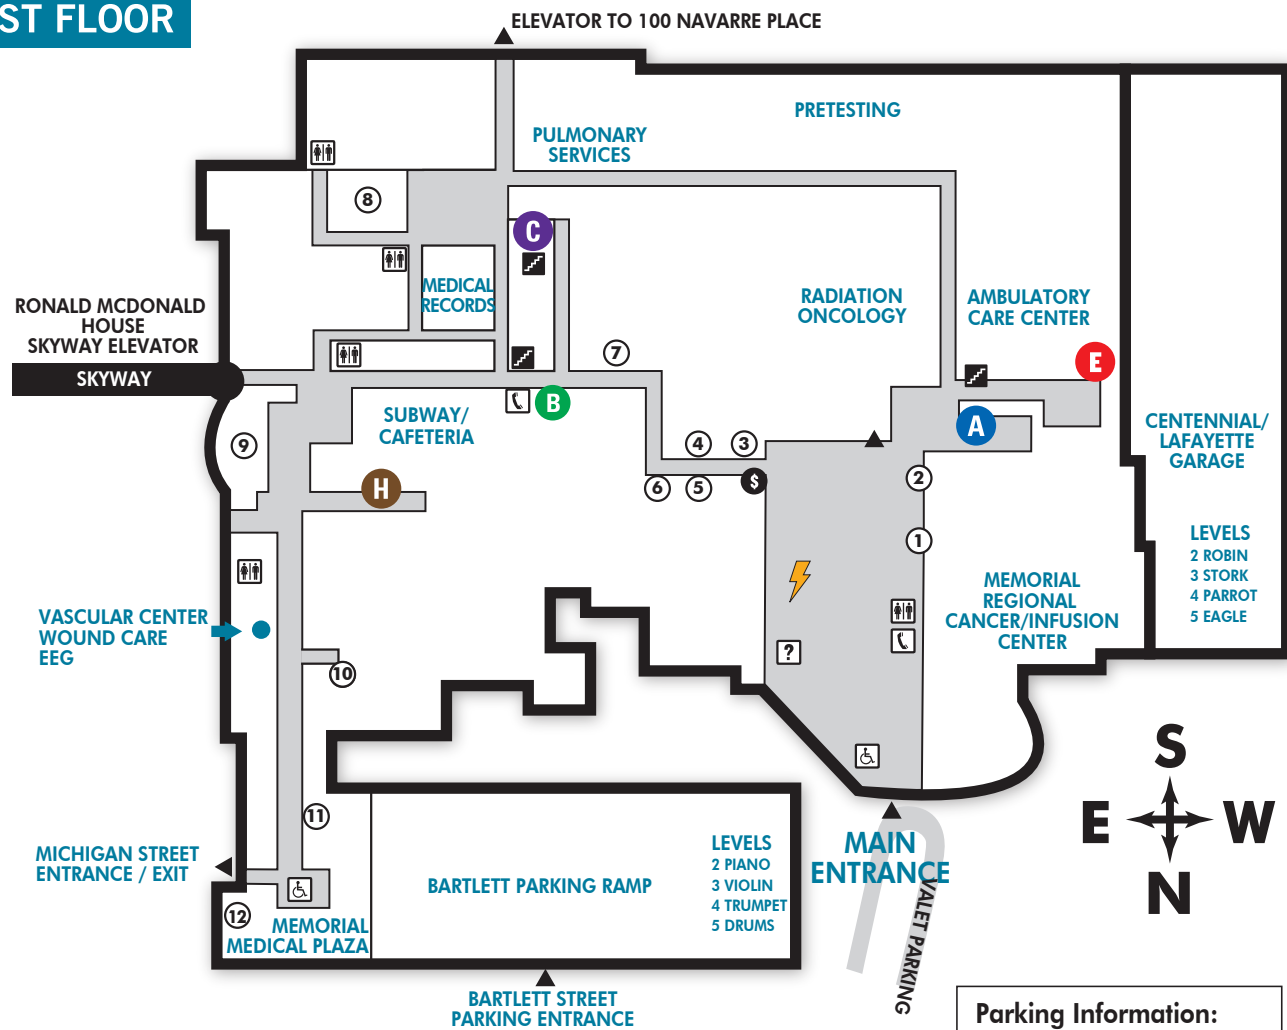 ST FLOOR
ELEVATOR TO 100 NAVARRE PLACE
PRETESTING
PULMONARY
SERVICES
8
C
MEDICAL
RECORDS
RADIATION
ONCOLOGY
AMBULATORY
CARE CENTER
RONALD MCDONALD
HOUSE
SKYWAY ELEVATOR
SKYWAY
7
E
B
SUBWAY/
CAFETERIA
A
CENTENNIAL/
LAFAYETTE
GARAGE
9
4
3
H
6
5
$
2
1
LEVELS
2 ROBIN
3 STORK
4 PARROT
5 EAGLE
MEMORIAL
REGIONAL
CANCER/INFUSION
CENTER
VASCULAR CENTER
WOUND CARE
EEG
?
10
S
E
W
N
11
MICHIGAN STREET
ENTRANCE / EXIT
12
MEMORIAL
MEDICAL PLAZA
BARTLETT PARKING RAMP
LEVELS
2 PIANO
3 VIOLIN
4 TRUMPET
5 DRUMS
MAIN
ENTRANCE
VALET PARKING
BARTLETT STREET
PARKING ENTRANCE
Parking Information: